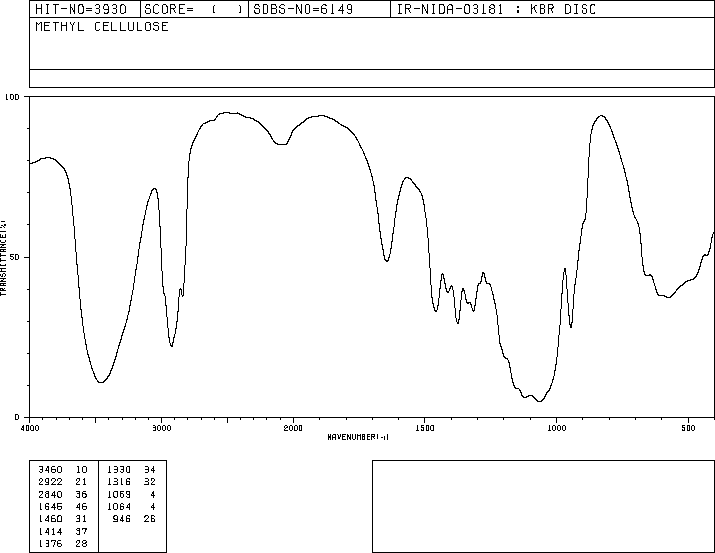 HIT-NO=3930 SCORE= ( ) SDBS-NO=6149 IR-NIDA-03181 : KBR DISC
METHYL CELLULOSE
100
50
0
TRANSMITTANCE(%)
4000 3000 2000 1500 1000 500
WAVENUMBER(-1)
3460 10 1330 34
2922 21 1316 32
2840 36 1069 4
1645 46 1064 4
1460 31 946 26
1414 37
1376 28